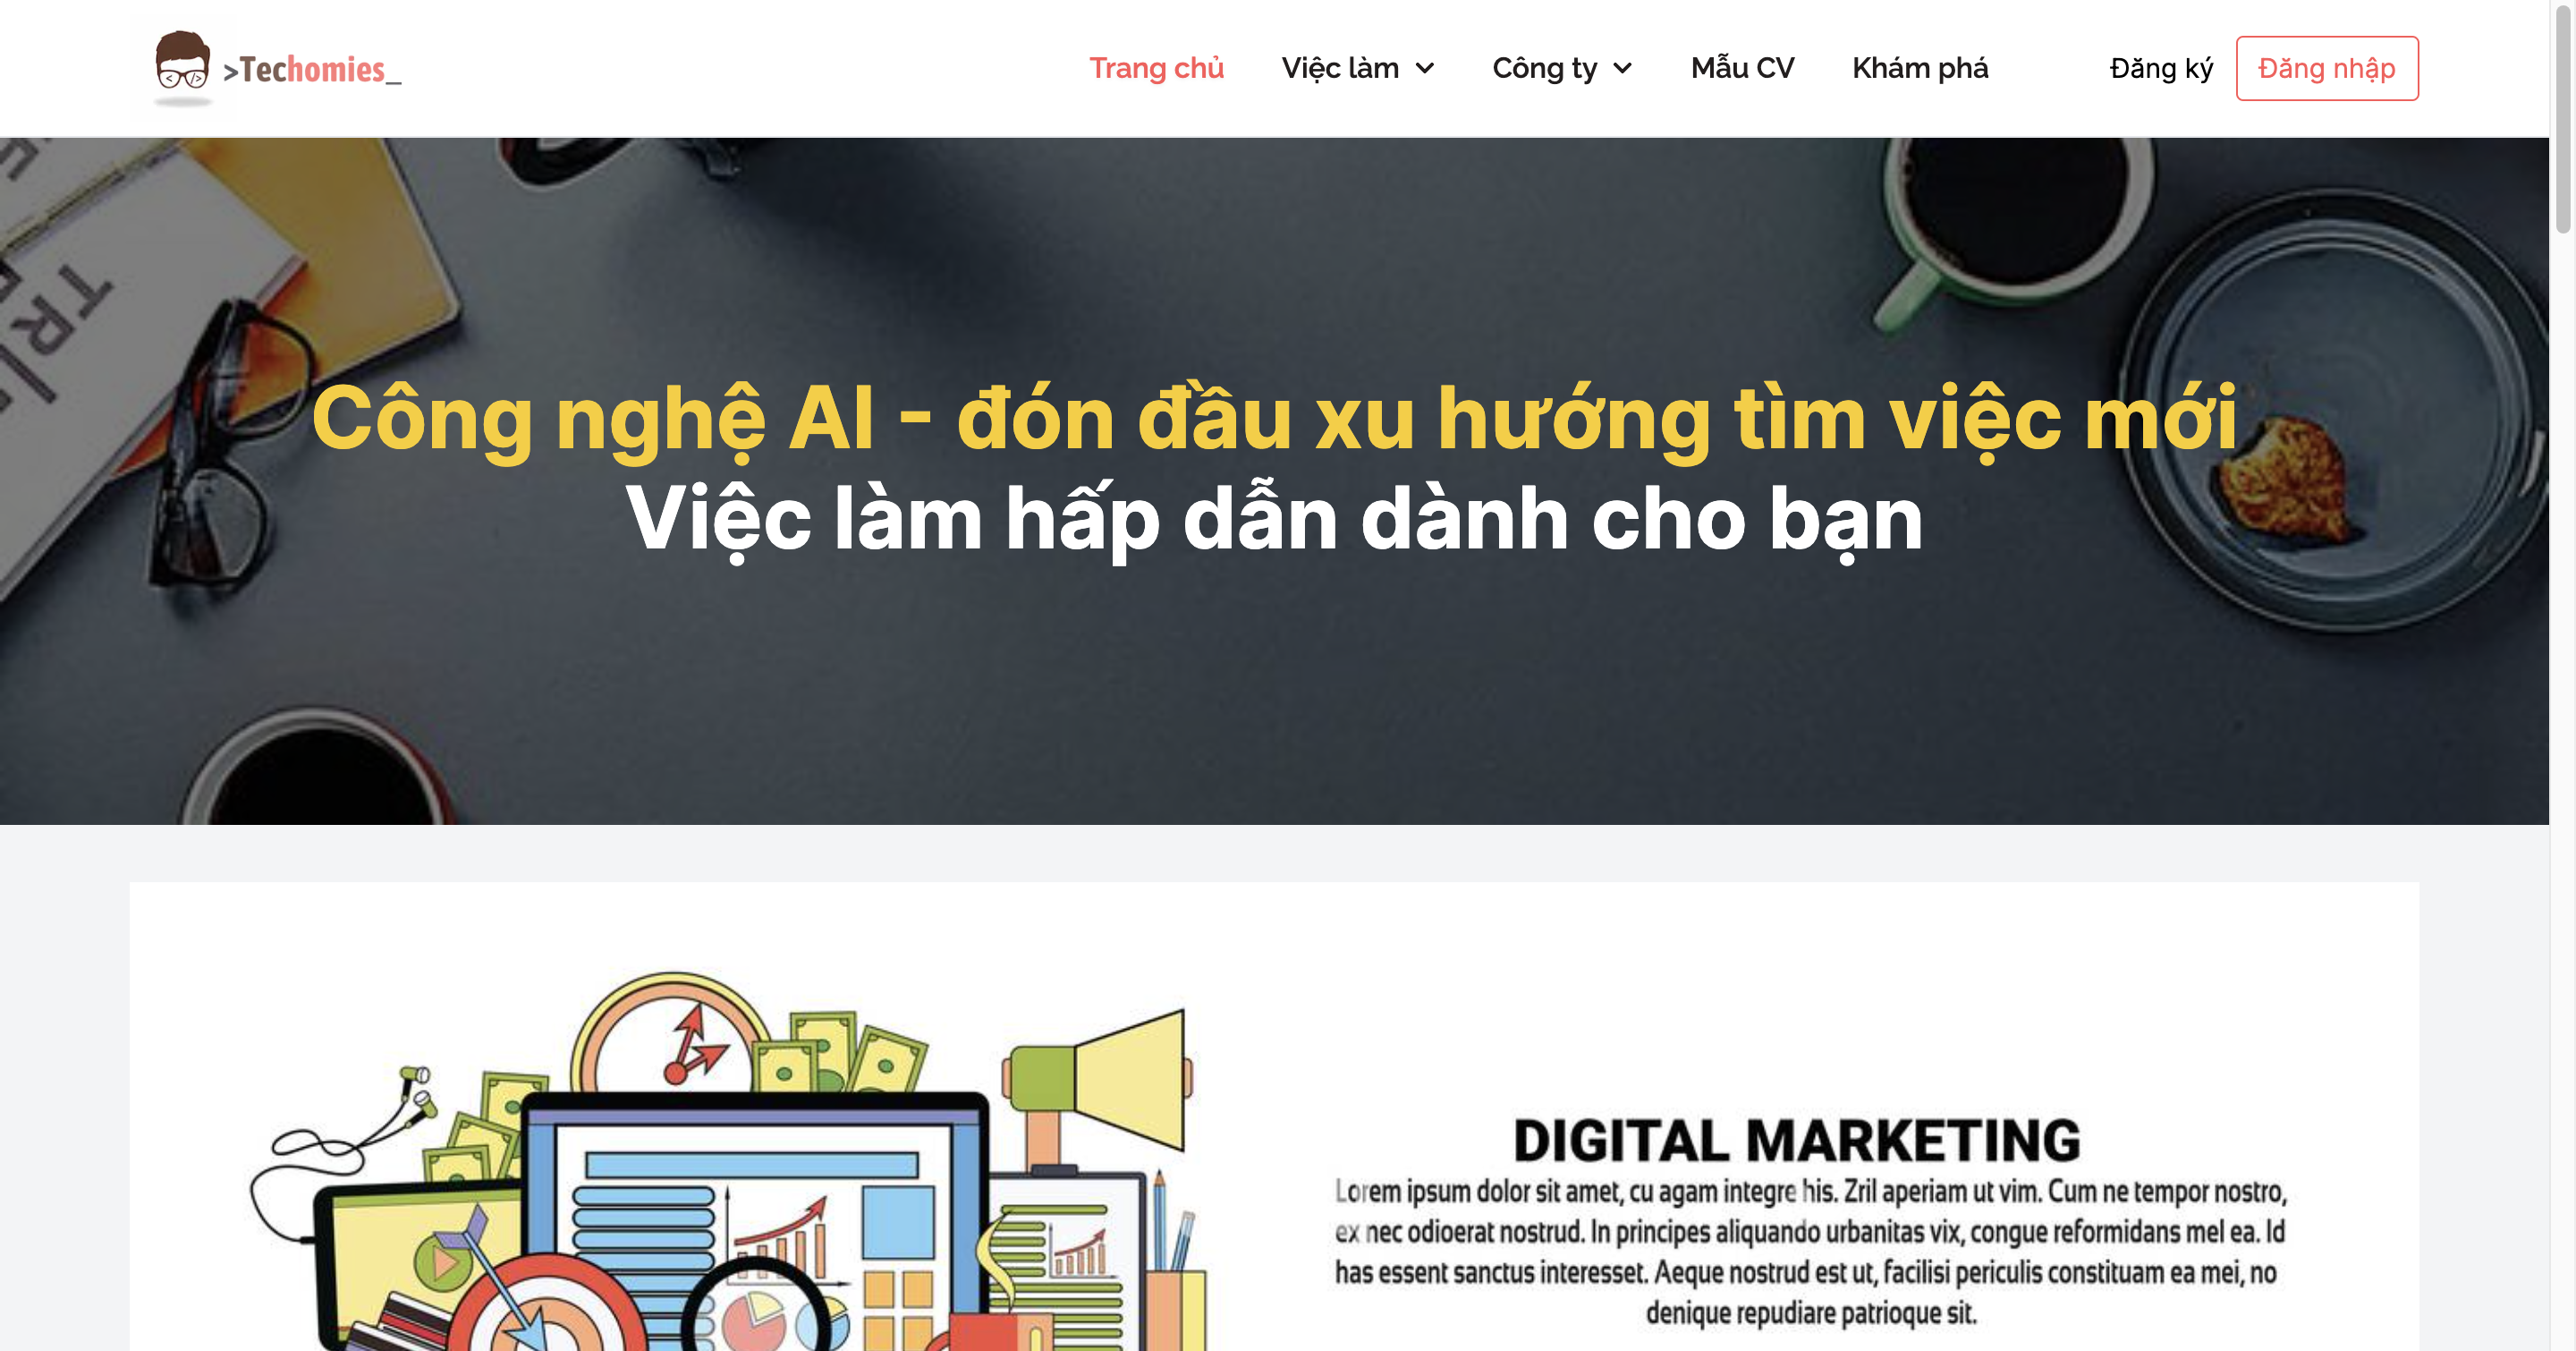 >Techomies_
Trang chủ Việc làm Công ty Mẫu CV Khám phá Đăng ký Đăng nhập
Công nghệ AI - đón đầu xu hướng tìm việc mới
Việc làm hấp dẫn dành cho bạn
DIGITAL MARKETING
Lorem ipsum dolor sit amet, cu agam integre his. Zril aperiam ut vim. Cum ne tempor nostro,
ex nec odioerat nostrud. In principes aliquando urbanitas vix, congue reformidans mel ea. Id
has essent sanctus interesset. Aeque nostrud est ut, facilisi periculis constituam ea mei, no
denique repudiare patrioque sit.